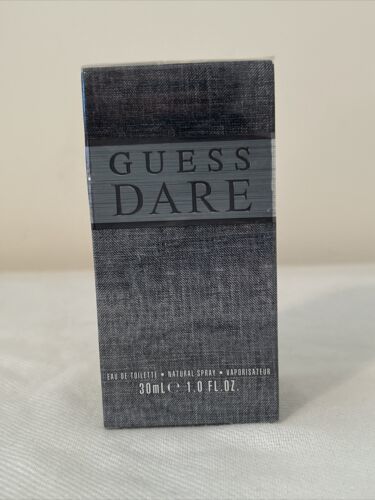 GUESS
DARE
EAU DE TOILETTE • NATURAL SPRAY • VAPORISATEUR
30mL ℮ 1.0 FL.OZ.